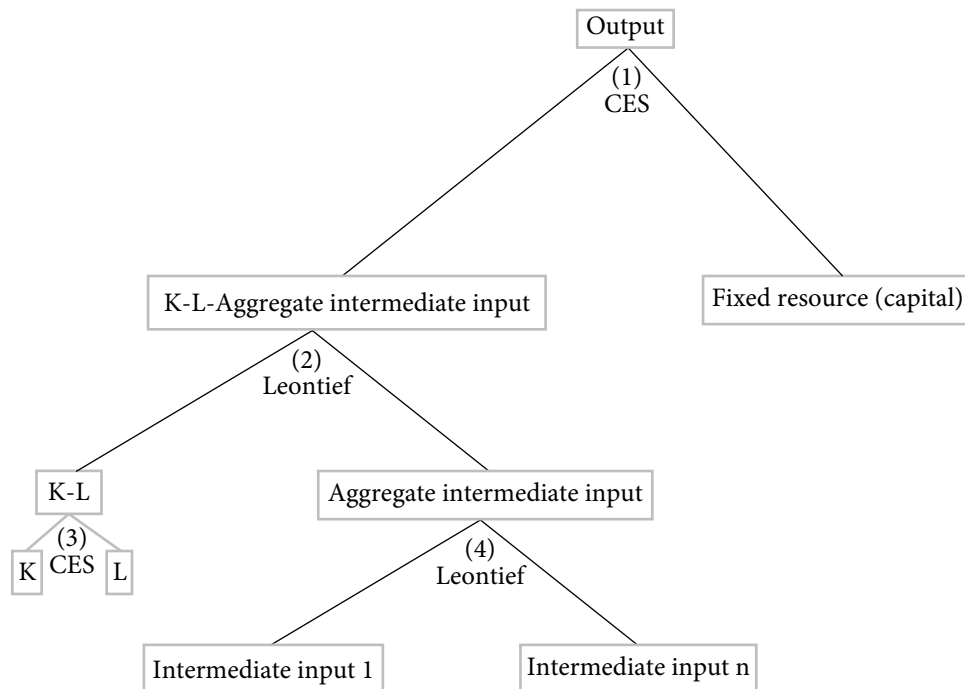 Output
(1)
CES
K-L-Aggregate intermediate input
Fixed resource (capital)
(2)
Leontief
K-L
Aggregate intermediate input
(3)
CES
K
L
(4)
Leontief
Intermediate input 1
Intermediate input n